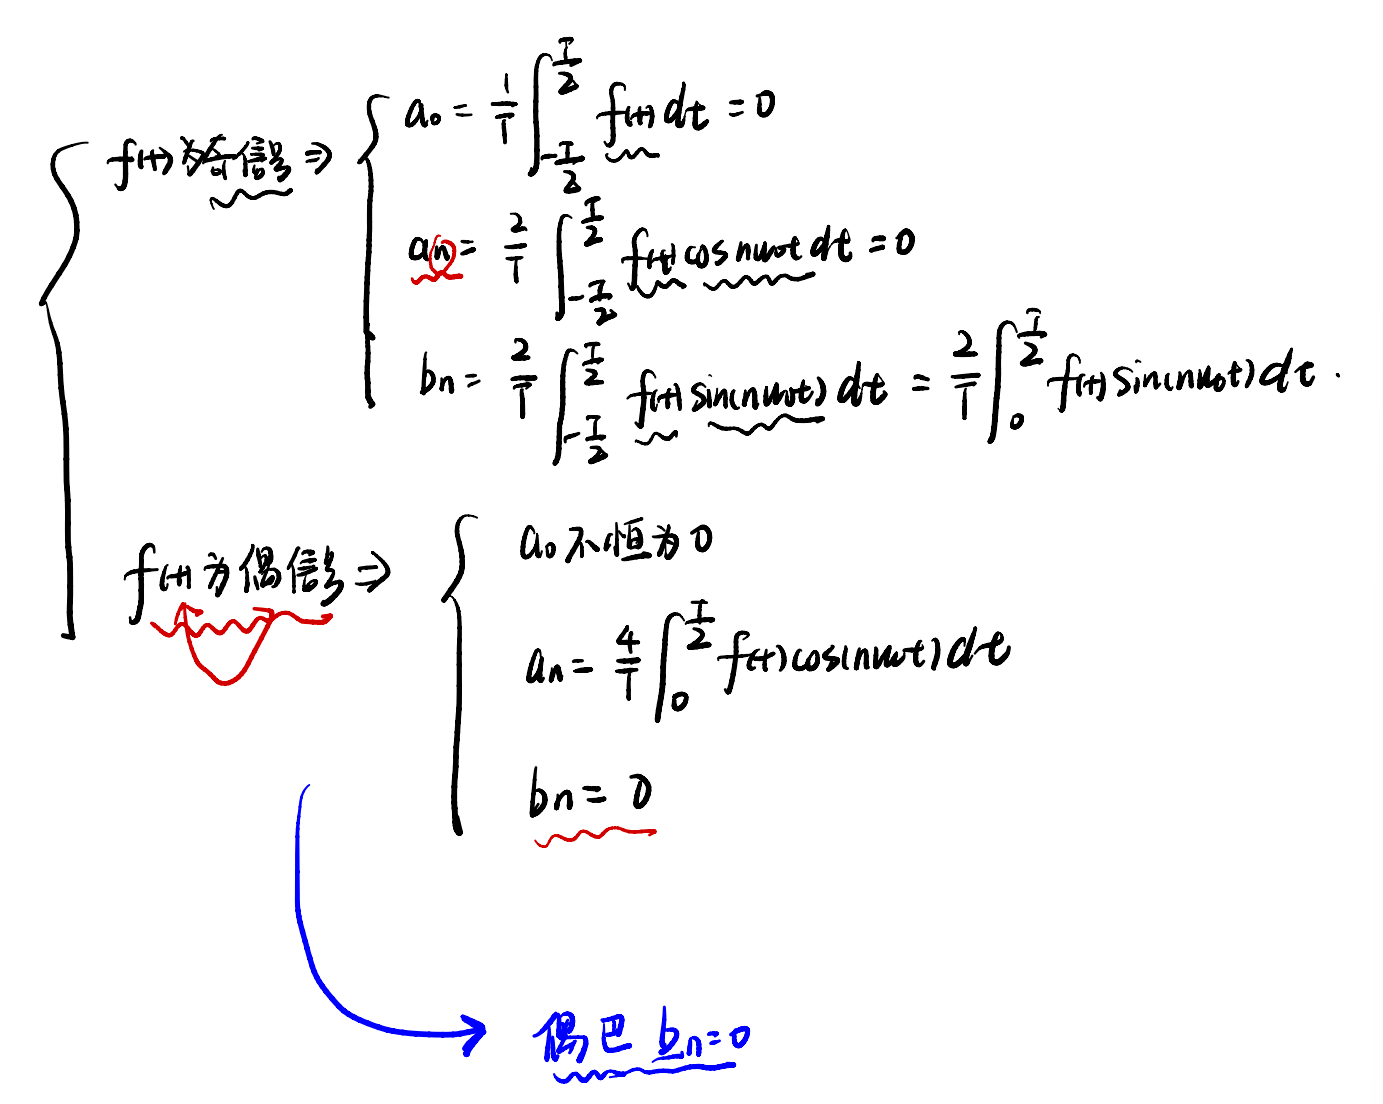 f(t)为奇信号 ⇒ { a₀ = 1/T ∫_{-T/2}^{T/2} f(t) dt = 0
aₙ = 2/T ∫_{-T/2}^{T/2} f(t) cos nω₀t dt = 0
bₙ = 2/T ∫_{-T/2}^{T/2} f(t) sin(nω₀t) dt = 2/T ∫_0^{T/2} f(t) sin(nω₀t) dt.
f(t)为偶信号 ⇒ { a₀不恒为0
aₙ = 4/T ∫_0^{T/2} f(t) cos(nω₀t) dt
bₙ = 0
偶巴 bₙ=0